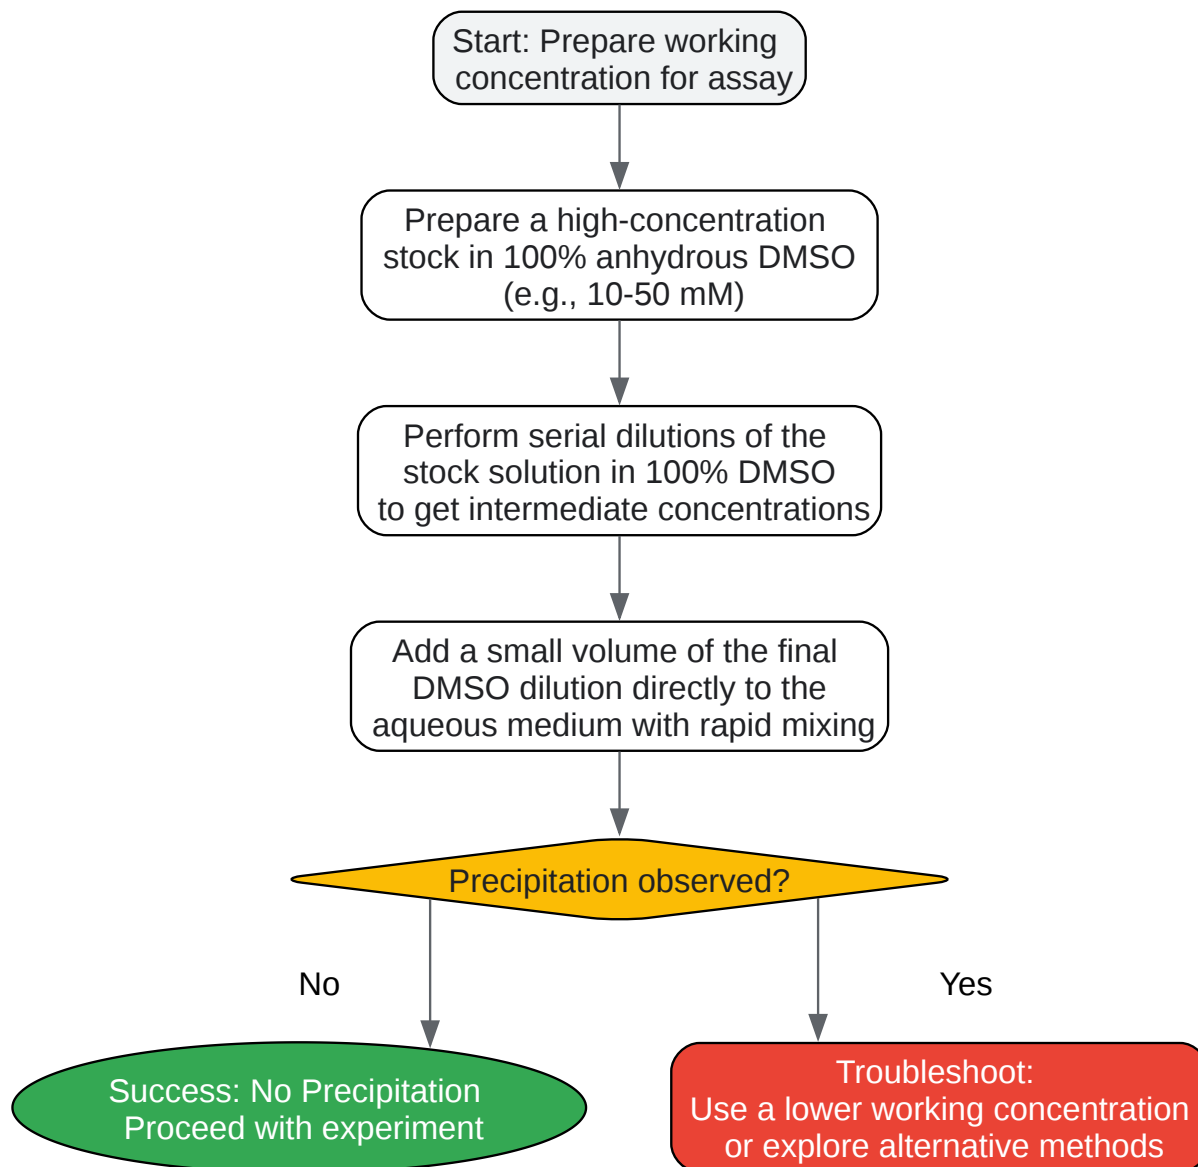 Start: Prepare working
concentration for assay
Prepare a high-concentration
stock in 100% anhydrous DMSO
(e.g., 10-50 mM)
Perform serial dilutions of the
stock solution in 100% DMSO
to get intermediate concentrations
Add a small volume of the final
DMSO dilution directly to the
aqueous medium with rapid mixing
Precipitation observed?
No
Yes
Success: No Precipitation
Proceed with experiment
Troubleshoot:
Use a lower working concentration
or explore alternative methods